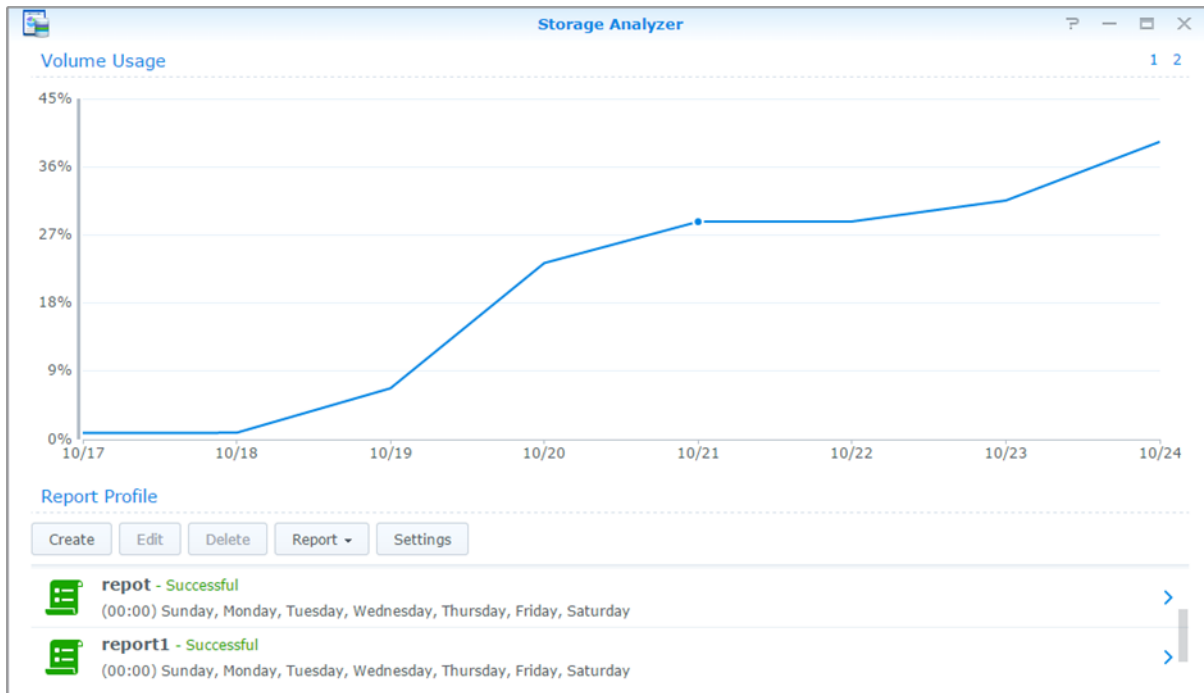 Storage Analyzer
Volume Usage
1 2
45%
36%
27%
18%
9%
0%
10/17 10/18 10/19 10/20 10/21 10/22 10/23 10/24
Report Profile
Create Edit Delete Report Settings
repot - Successful
(00:00) Sunday, Monday, Tuesday, Wednesday, Thursday, Friday, Saturday
report1 - Successful
(00:00) Sunday, Monday, Tuesday, Wednesday, Thursday, Friday, Saturday